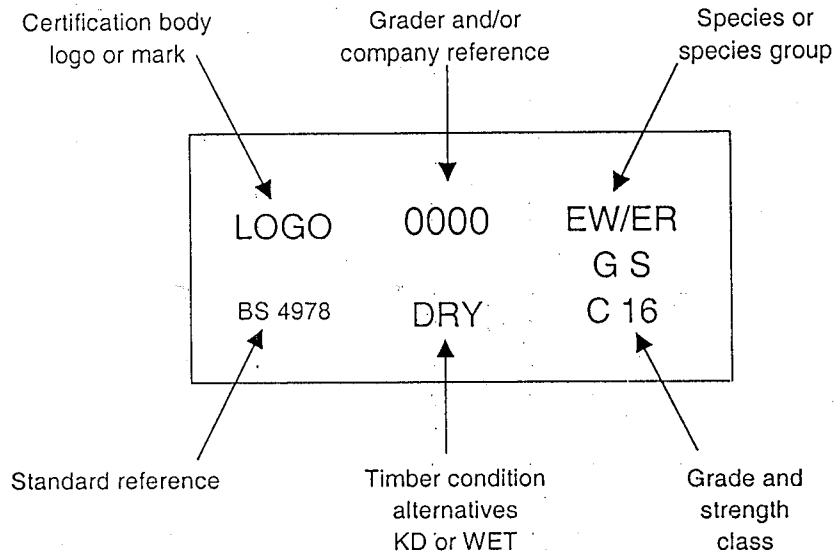 Certification body
logo or mark
Grader and/or
company reference
Species or
species group
LOGO
0000
EW/ER
G S
BS 4978
DRY
C 16
Standard reference
Timber condition
alternatives
KD or WET
Grade and
strength
class